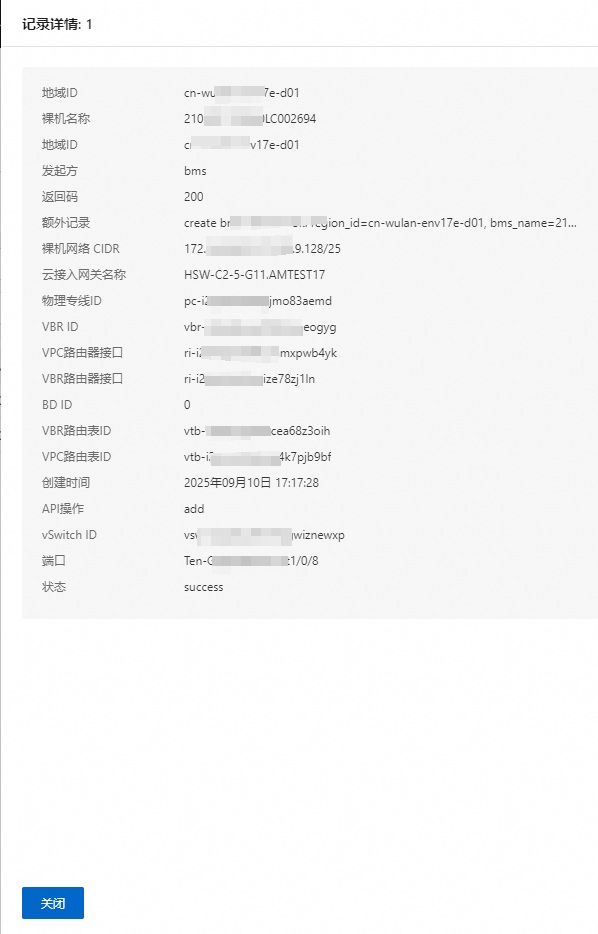 记录详情: 1
地域ID cn-wu 7e-d01
裸机名称 210 LC002694
地域ID v17e-d01
发起方 bms
返回码 200
额外记录 create region_id=cn-wulan-env17e-d01, bms_name=21...
裸机网络 CIDR 172. .9.128/25
云接入网关名称 HSW-C2-5-G11.AMTEST17
物理专线ID pc-i2 jmo83aemd
VBR ID vbr- eogyg
VPC路由器接口 ri-i2 mxpwb4yk
VBR路由器接口 ri-i2 ize78zj1ln
BD ID 0
VBR路由表ID vtb- cea68z3oih
VPC路由表ID vtb-i2 4k7pjb9bf
创建时间 2025年09月10日 17:17:28
API操作 add
vSwitch ID vsw wiznewxp
端口 Ten- 1/0/8
状态 success
关闭